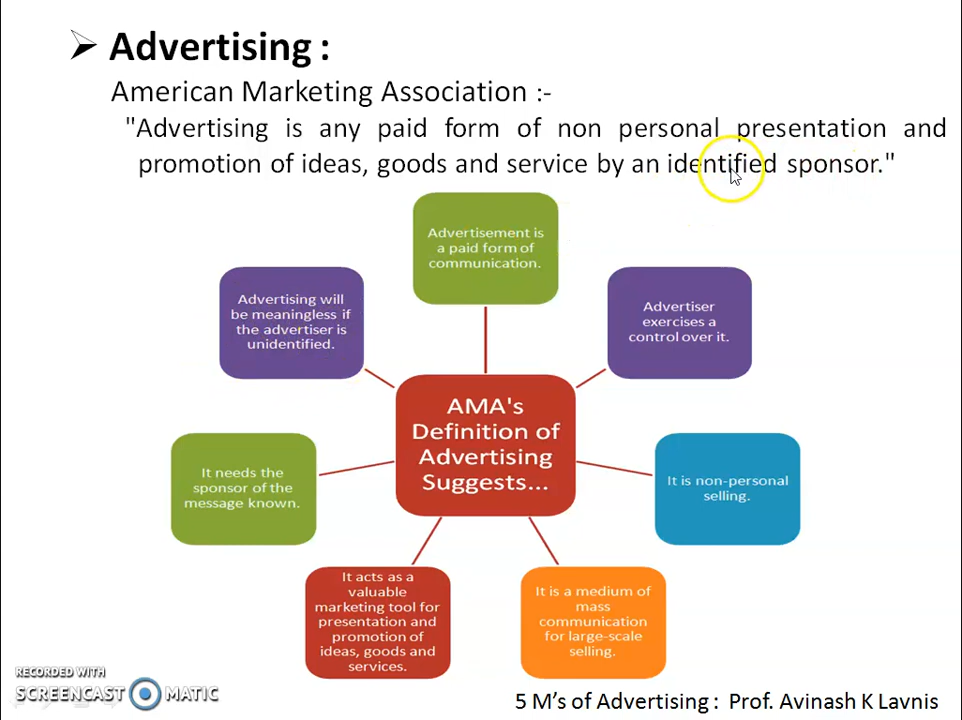 Advertising :
American Marketing Association :-
"Advertising is any paid form of non personal presentation and
promotion of ideas, goods and service by an identified sponsor."
Advertisement is
a paid form of
communication.
Advertising will
be meaningless if
the advertiser is
unidentified.
Advertiser
exercises a
control over it.
AMA's
Definition of
Advertising
Suggests...
It needs the
sponsor of the
message known.
It is non-personal
selling.
It acts as a
valuable
marketing tool for
presentation and
promotion of
ideas, goods and
services.
It is a medium of
mass
communication
for large-scale
selling.
RECORDED WITH
SCREENCAST MATIC
5 M's of Advertising : Prof. Avinash K Lavnis